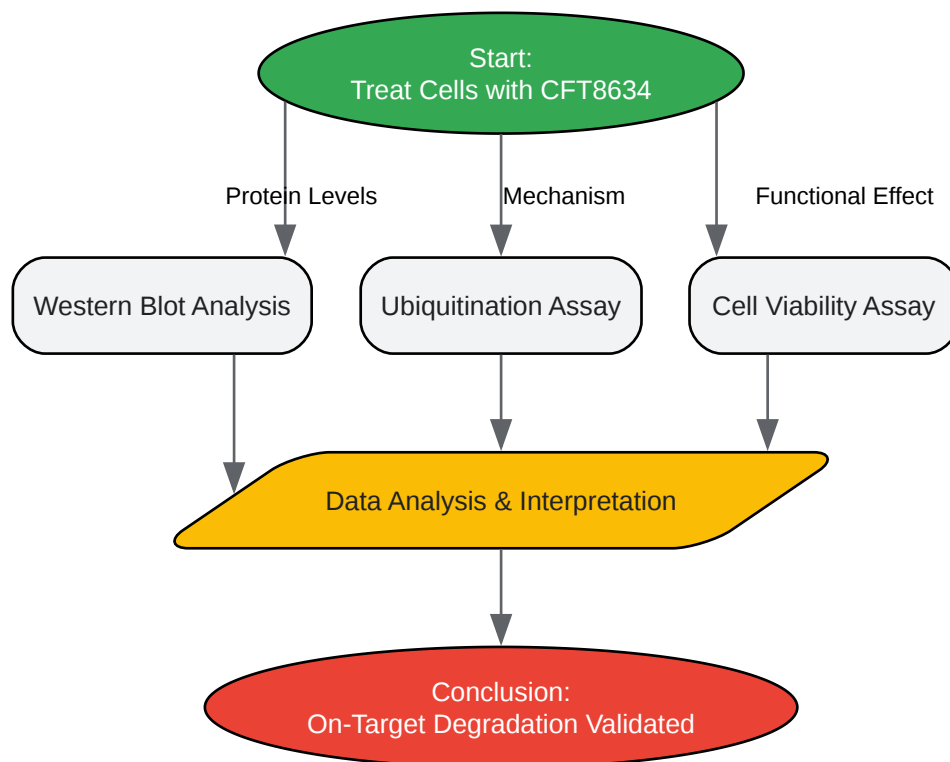 Start:
Treat Cells with CFT8634
Protein Levels
Mechanism
Functional Effect
Western Blot Analysis
Ubiquitination Assay
Cell Viability Assay
Data Analysis & Interpretation
Conclusion:
On-Target Degradation Validated